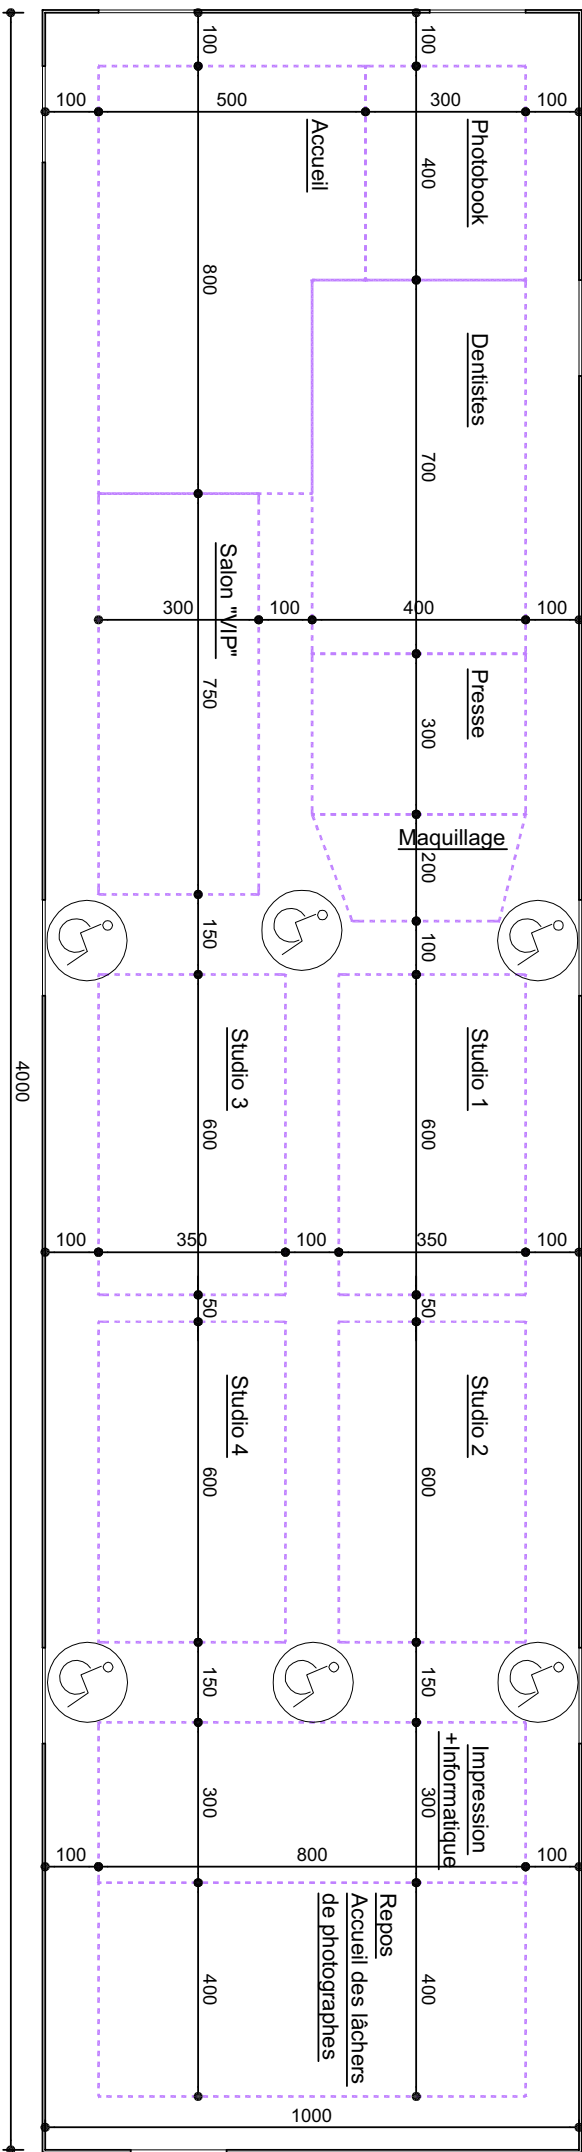 100
100
100
500
300
100
Accueil
Photobook
400
800
Dentistes
700
Salon "VIP"
300
100
400
100
750
Presse
300
Maquillage
200
150
100
Studio 3
Studio 1
4000
600
600
100
350
100
350
100
50
50
Studio 4
Studio 2
600
600
150
150
Impression
+Informatique
300
300
100
800
100
Repos
Accueil des lâchers
de photographes
400
400
1000